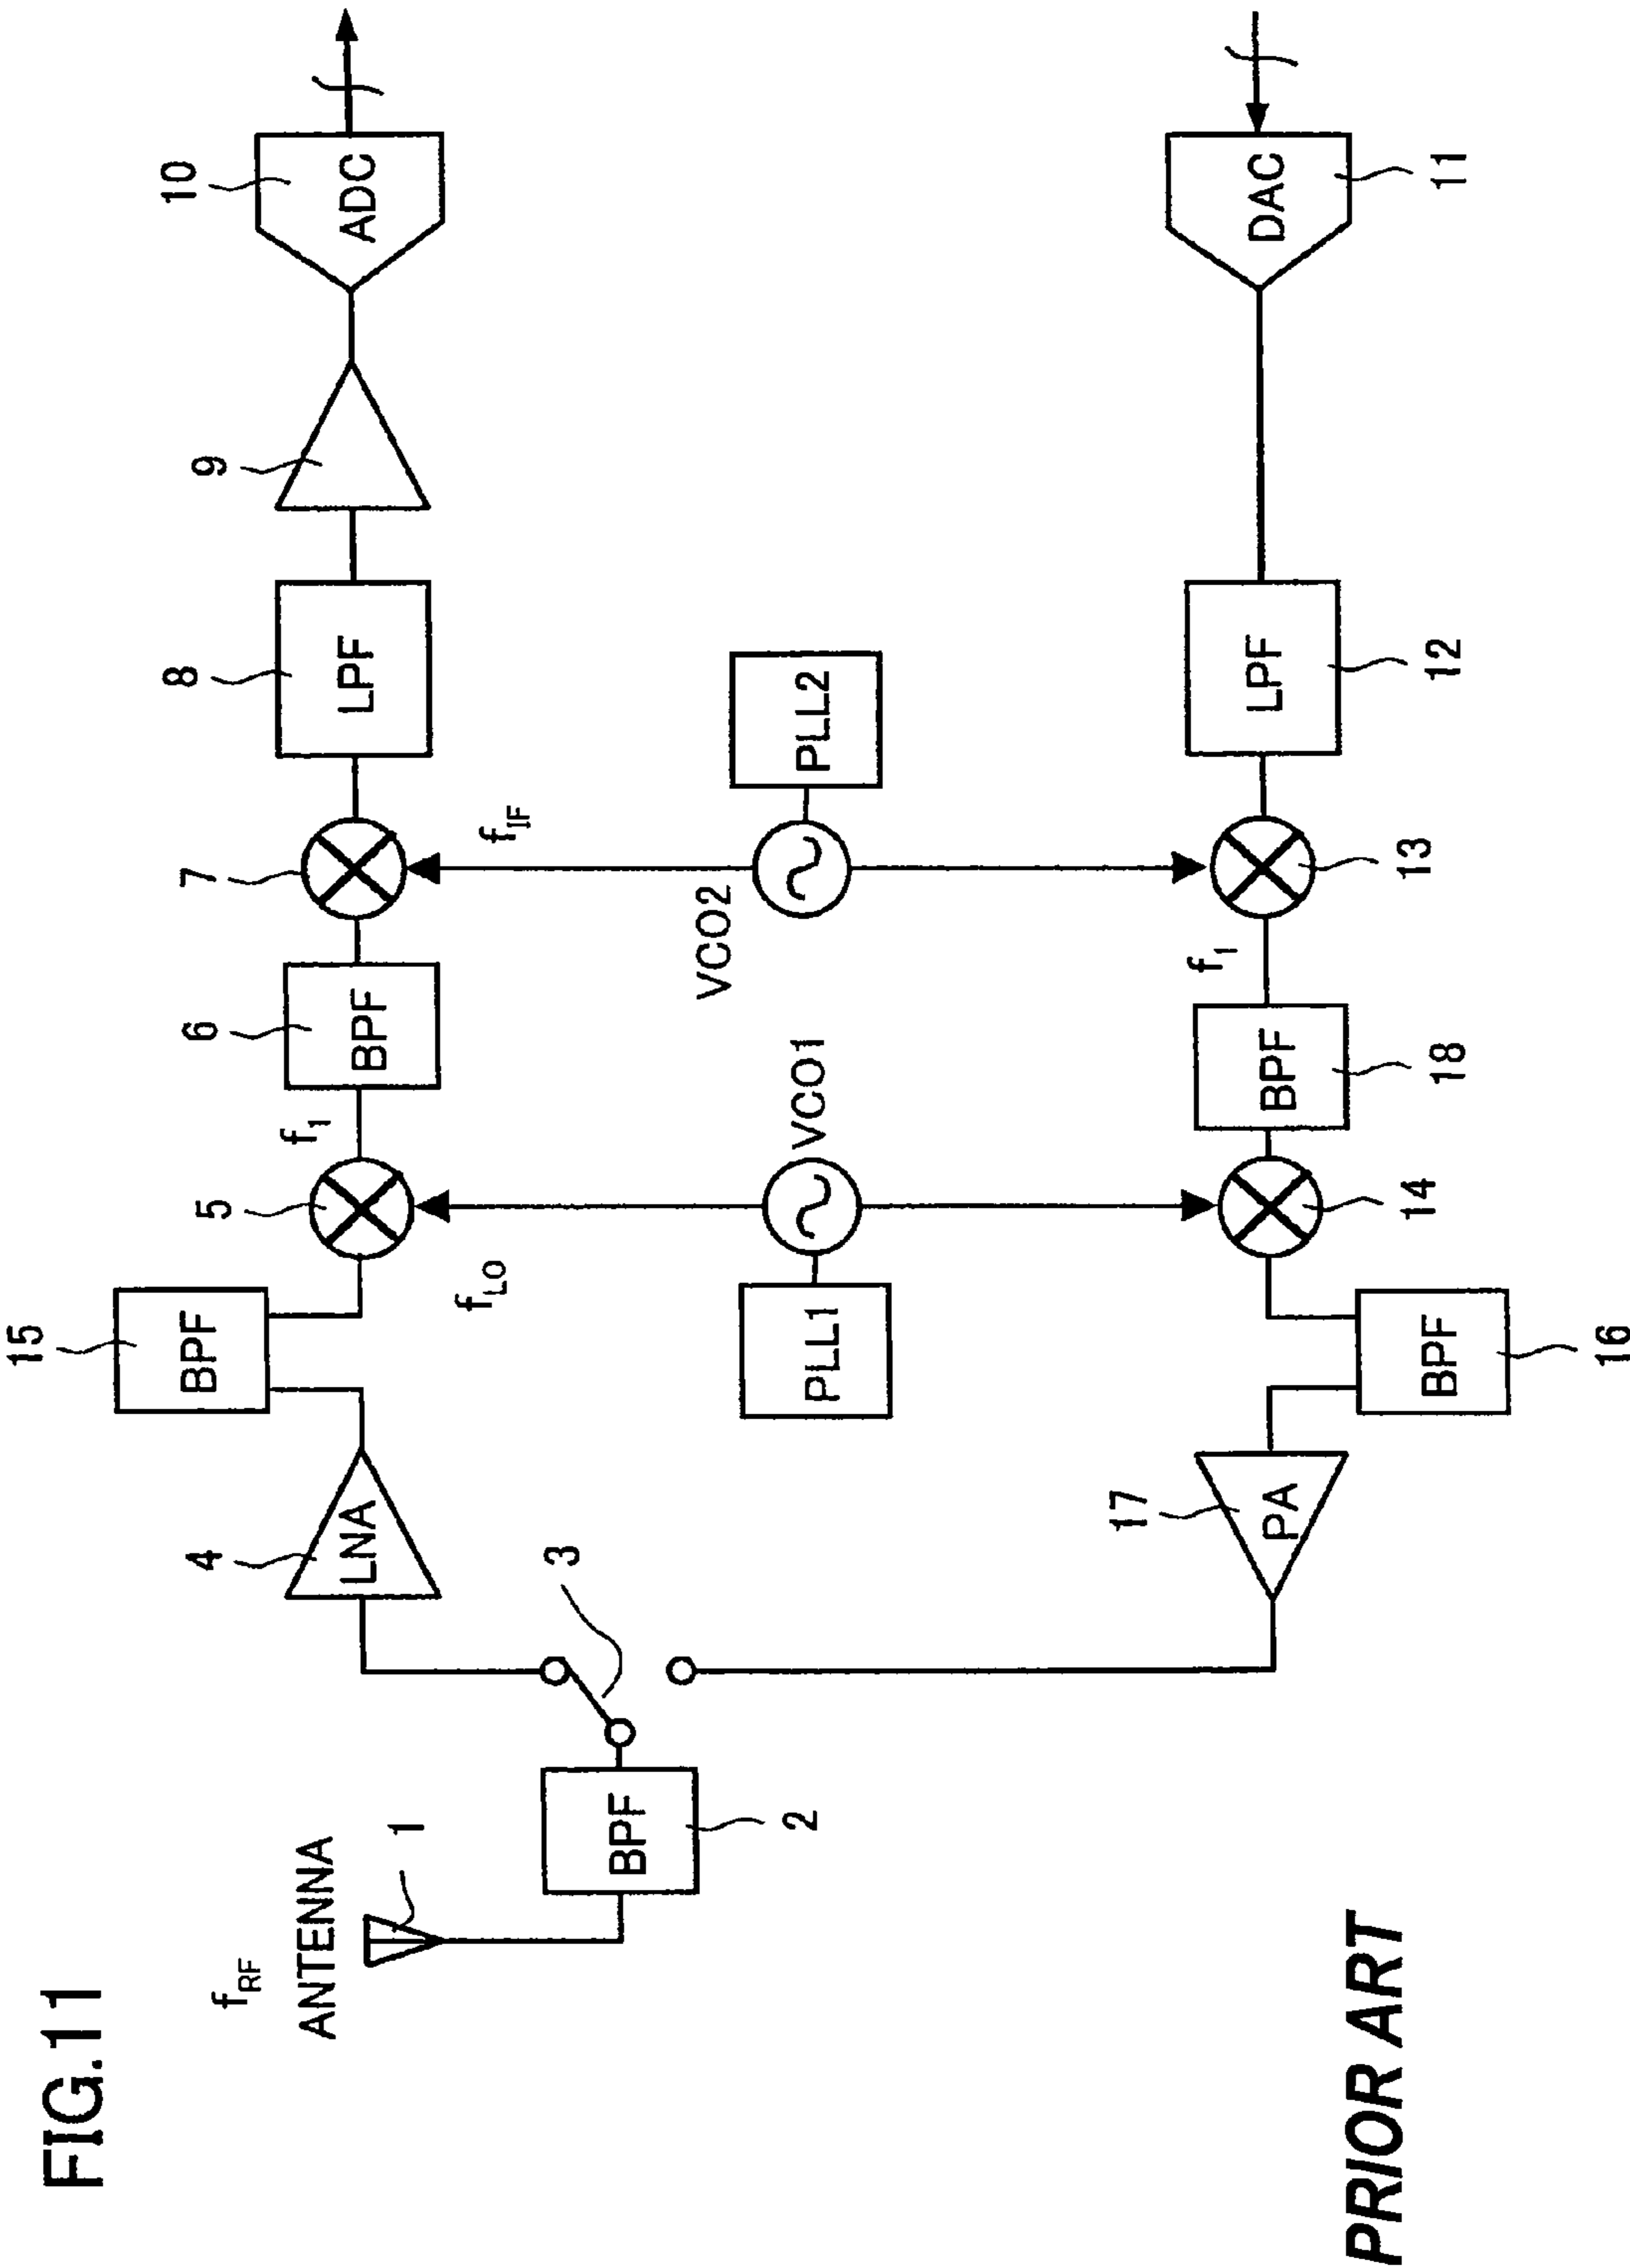 FIG.11
f_RF
ANTENNA
1
BPF
2
3
LNA
4
BPF
15
f_LO
5
f_1
BPF
6
7
f_IF
LPF
8
9
ADC
10
PLL1
VCO1
VCO2
PLL2
PA
17
BPF
16
14
BPF
18
f_1
13
LPF
12
DAC
11
PRIOR ART